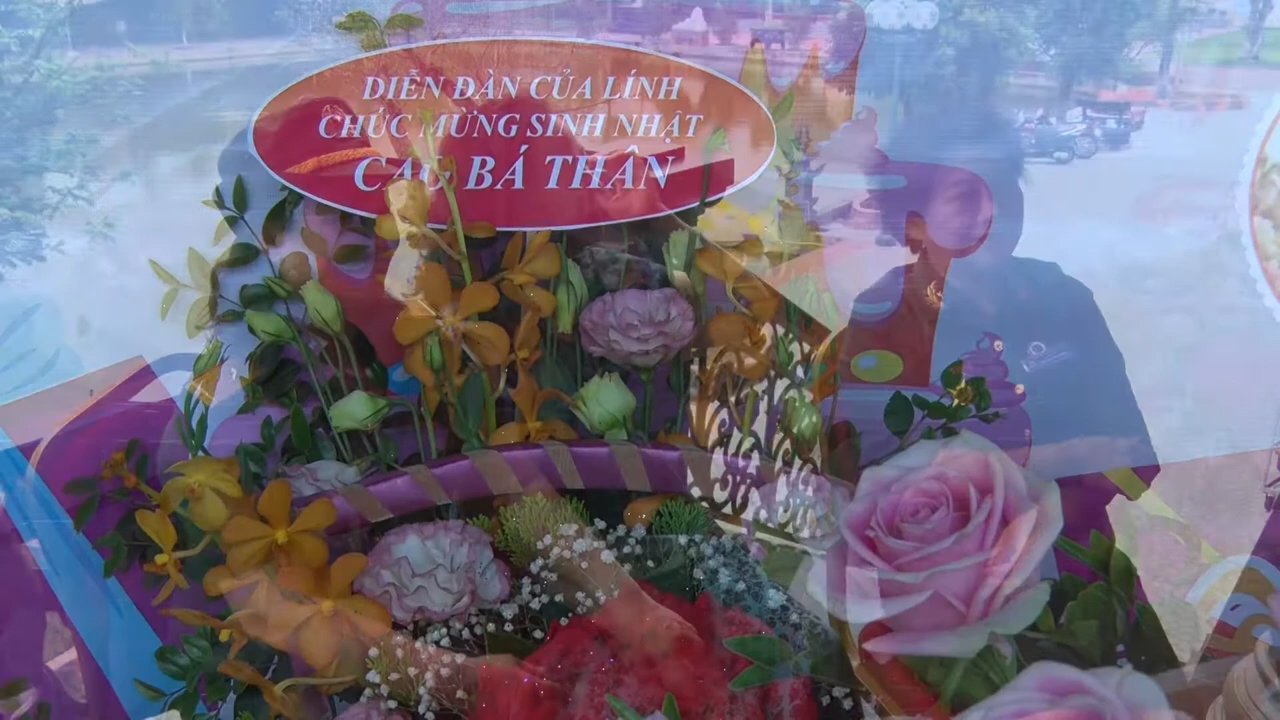 DIỄN ĐÀN CỦA LÍNH
CHÚC MỪNG SINH NHẬT
CAO BÁ THÂN